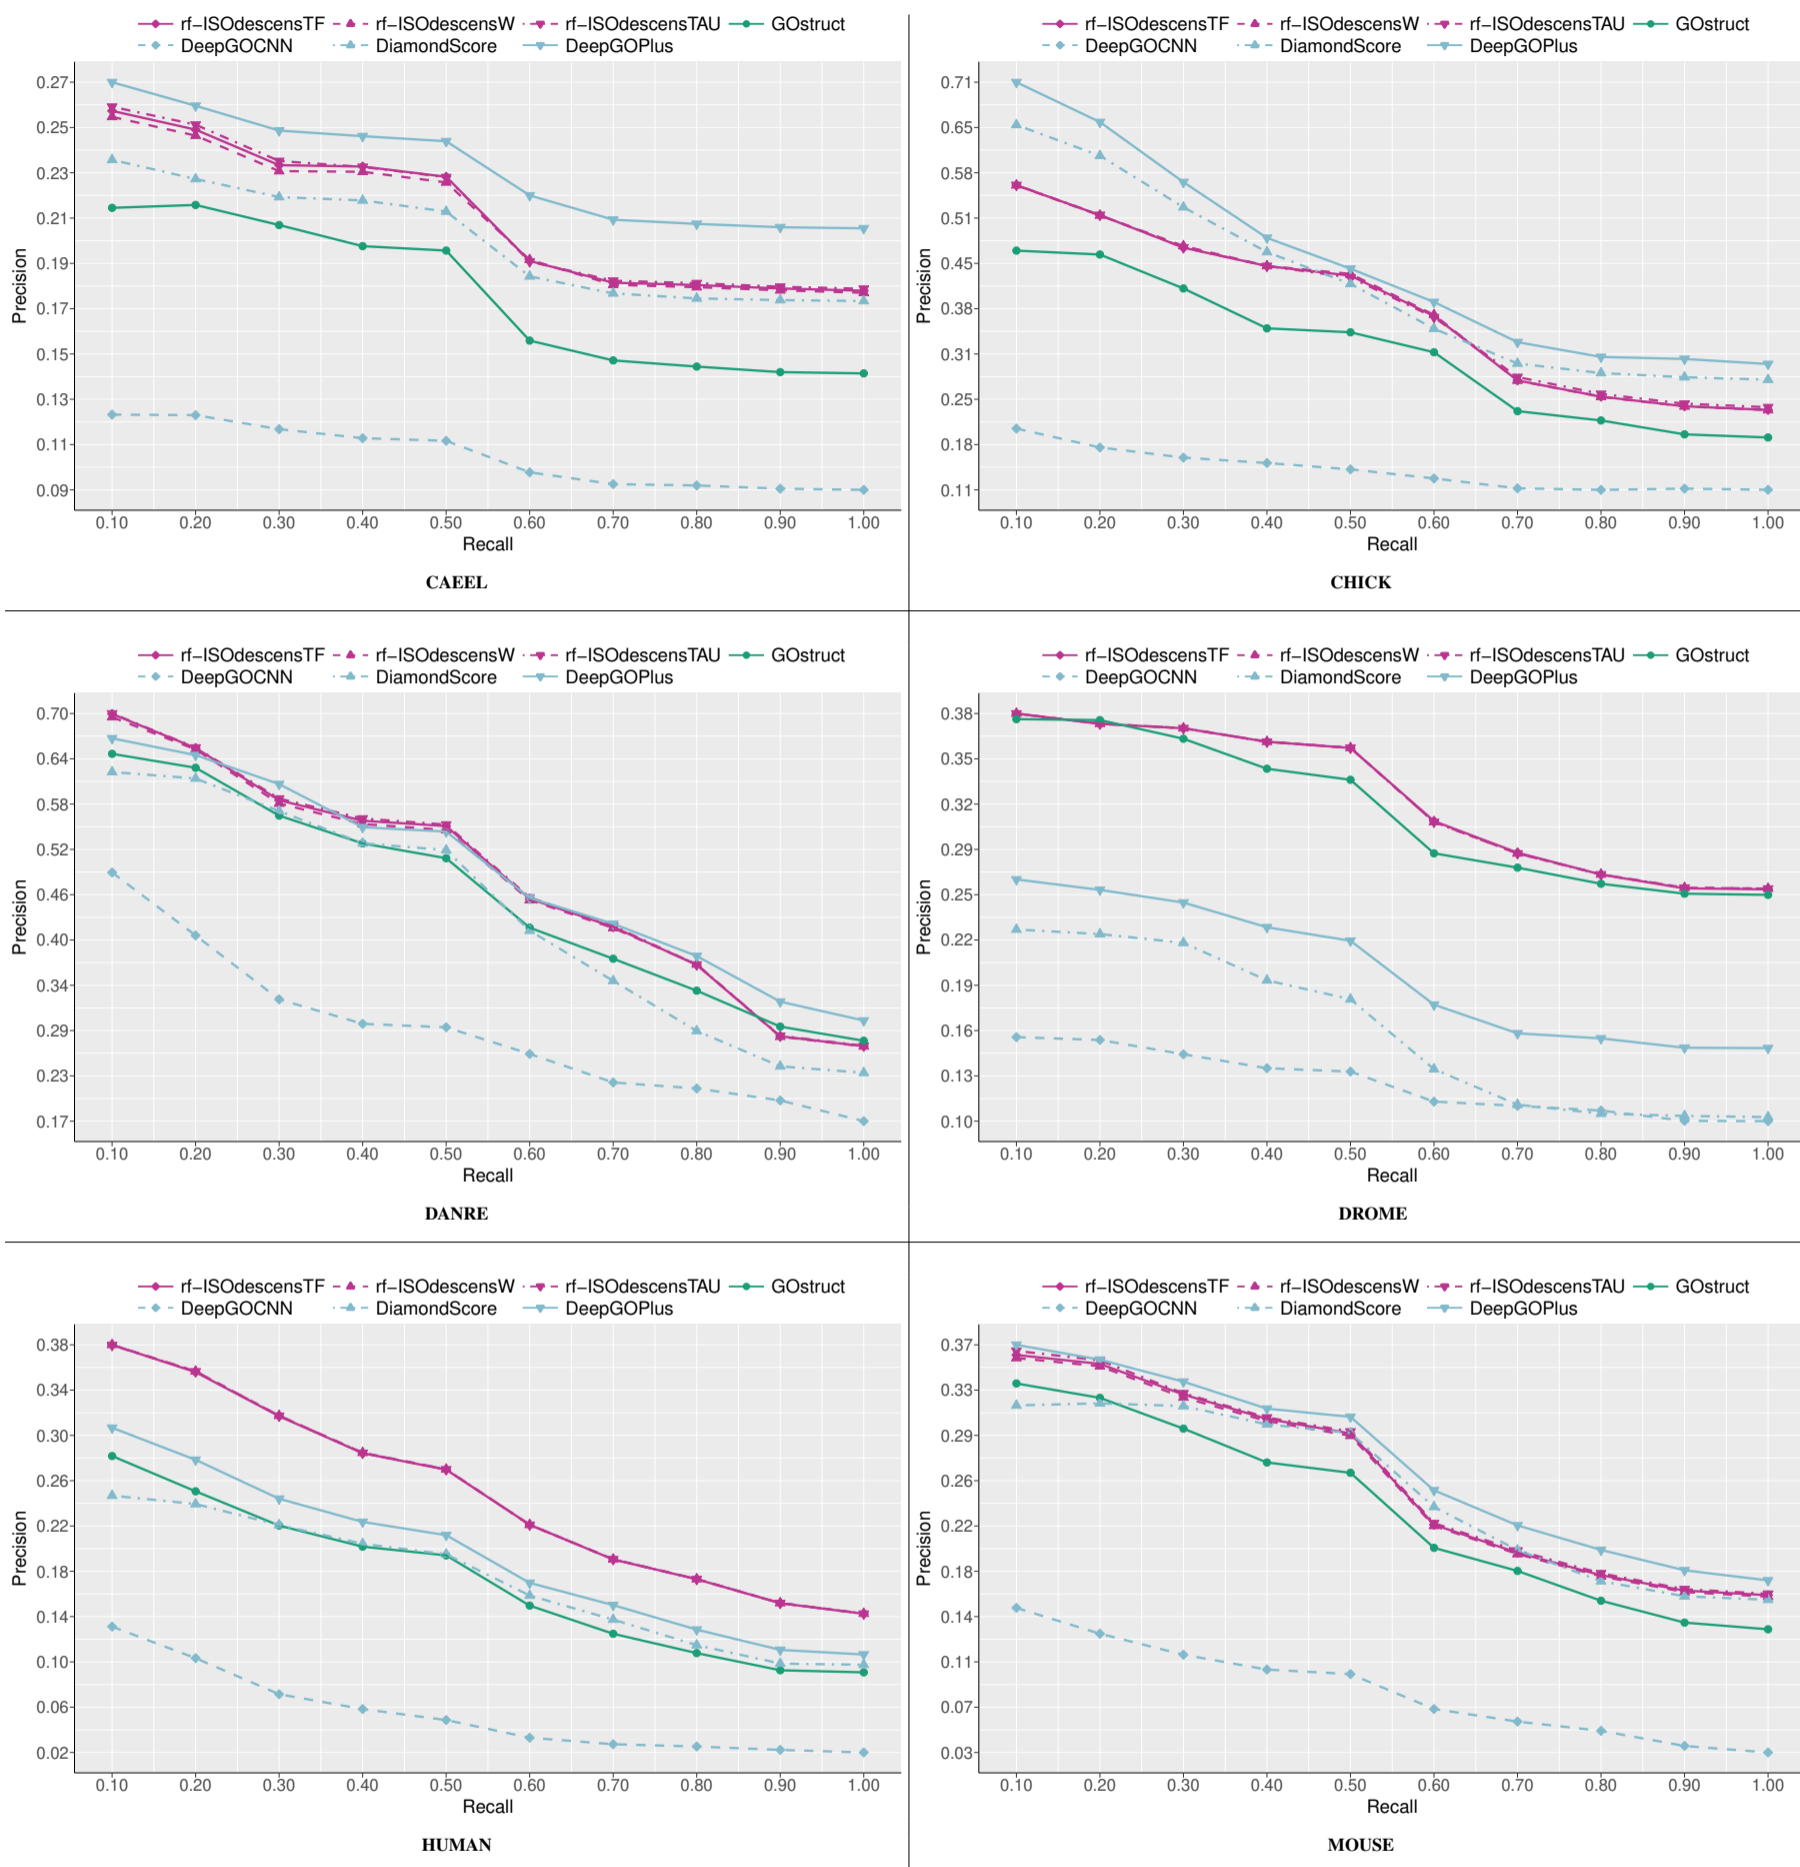 rf−ISOdescensTF rf−ISOdescensW rf−ISOdescensTAU GOstruct
DeepGOCNN DiamondScore DeepGOPlus
0.27
0.25
0.23
0.21
0.19
0.17
0.15
0.13
0.11
0.09
Precision
0.10 0.20 0.30 0.40 0.50 0.60 0.70 0.80 0.90 1.00
Recall
CAEEL
rf−ISOdescensTF rf−ISOdescensW rf−ISOdescensTAU GOstruct
DeepGOCNN DiamondScore DeepGOPlus
0.71
0.65
0.58
0.51
0.45
0.38
0.31
0.25
0.18
0.11
Precision
0.10 0.20 0.30 0.40 0.50 0.60 0.70 0.80 0.90 1.00
Recall
CHICK
rf−ISOdescensTF rf−ISOdescensW rf−ISOdescensTAU GOstruct
DeepGOCNN DiamondScore DeepGOPlus
0.70
0.64
0.58
0.52
0.46
0.40
0.34
0.29
0.23
0.17
Precision
0.10 0.20 0.30 0.40 0.50 0.60 0.70 0.80 0.90 1.00
Recall
DANRE
rf−ISOdescensTF rf−ISOdescensW rf−ISOdescensTAU GOstruct
DeepGOCNN DiamondScore DeepGOPlus
0.38
0.35
0.32
0.29
0.25
0.22
0.19
0.16
0.13
0.10
Precision
0.10 0.20 0.30 0.40 0.50 0.60 0.70 0.80 0.90 1.00
Recall
DROME
rf−ISOdescensTF rf−ISOdescensW rf−ISOdescensTAU GOstruct
DeepGOCNN DiamondScore DeepGOPlus
0.38
0.34
0.30
0.26
0.22
0.18
0.14
0.10
0.06
0.02
Precision
0.10 0.20 0.30 0.40 0.50 0.60 0.70 0.80 0.90 1.00
Recall
HUMAN
rf−ISOdescensTF rf−ISOdescensW rf−ISOdescensTAU GOstruct
DeepGOCNN DiamondScore DeepGOPlus
0.37
0.33
0.29
0.26
0.22
0.18
0.14
0.11
0.07
0.03
Precision
0.10 0.20 0.30 0.40 0.50 0.60 0.70 0.80 0.90 1.00
Recall
MOUSE